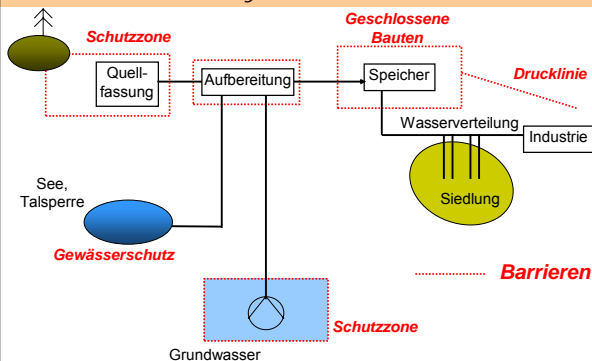 Schutzzone
Geschlossene
Bauten
Quell-
fassung
Aufbereitung
Speicher
Drucklinie
Wasserverteilung
Industrie
See,
Talsperre
Siedlung
Gewässerschutz
Barrieren
Schutzzone
Grundwasser